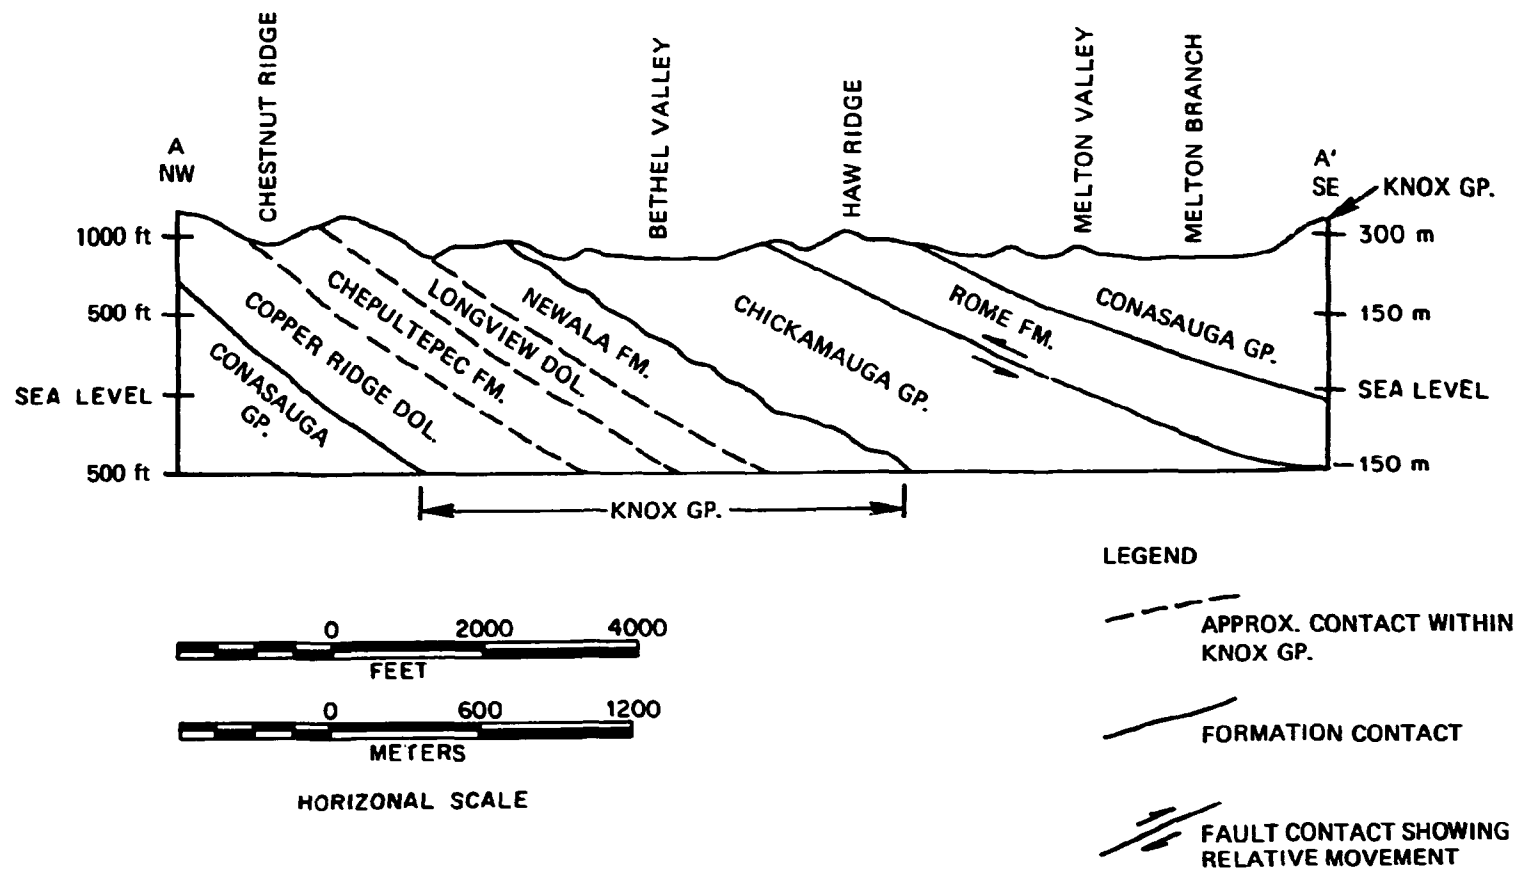 CHESTNUT RIDGE
BETHEL VALLEY
HAW RIDGE
MELTON VALLEY
MELTON BRANCH
A
NW
A'
SE
KNOX GP.
1000 ft
500 ft
SEA LEVEL
500 ft
300 m
150 m
SEA LEVEL
150 m
CONASAUGA
GP.
COPPER RIDGE DOL.
CHEPULTEPEC FM.
LONGVIEW DOL.
NEWALA FM.
CHICKAMAUGA GP.
ROME FM.
CONASAUGA GP.
KNOX GP.
0 2000 4000
FEET
0 600 1200
METERS
HORIZONAL SCALE
LEGEND
APPROX. CONTACT WITHIN
KNOX GP.
FORMATION CONTACT
FAULT CONTACT SHOWING
RELATIVE MOVEMENT